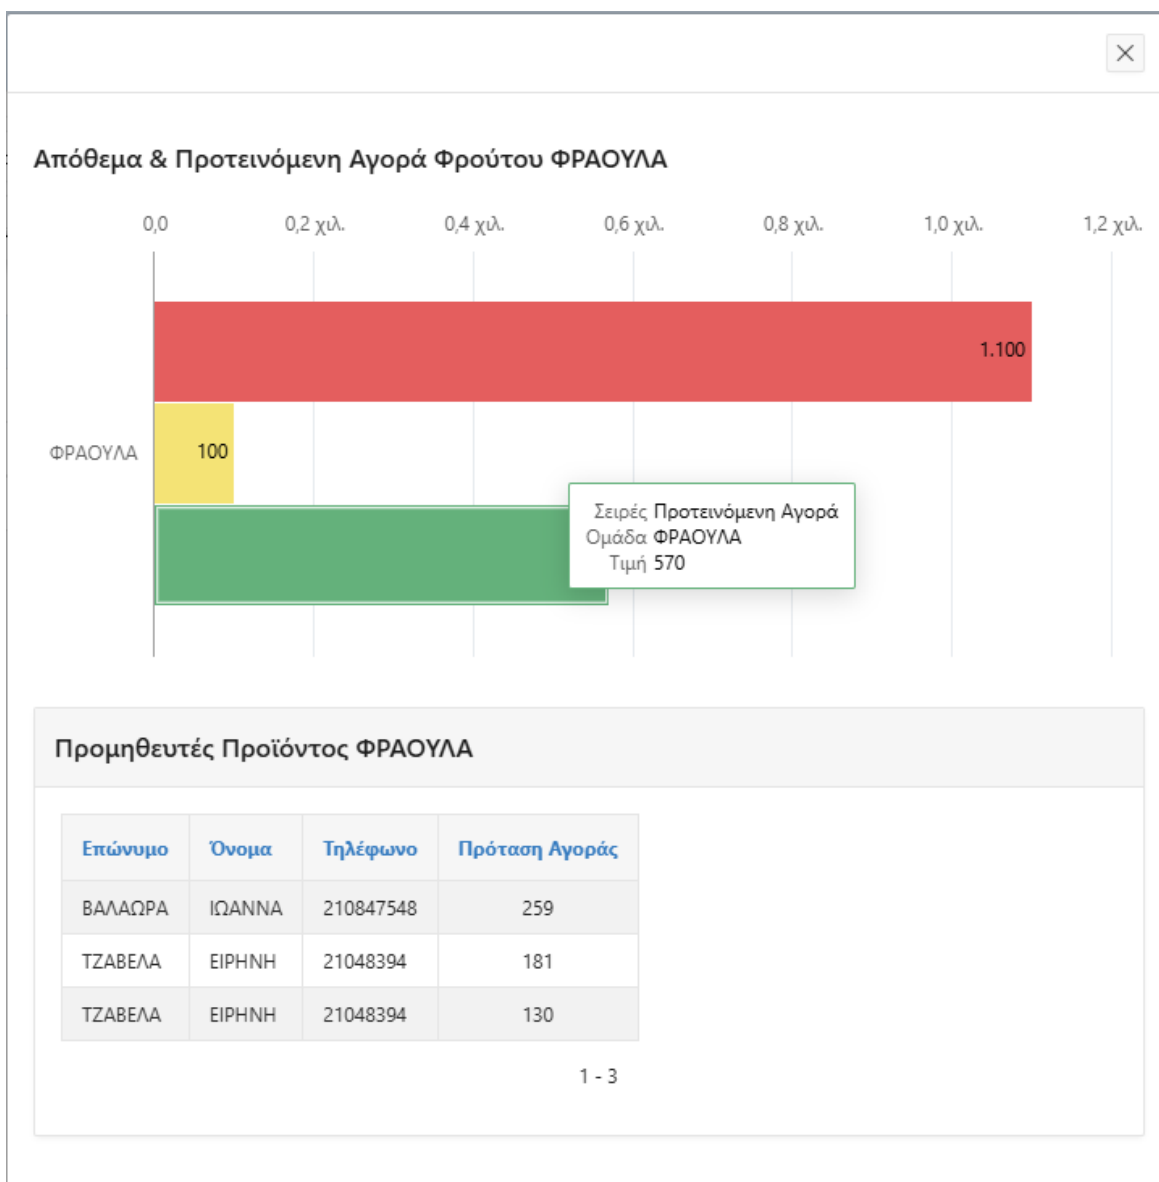 Απόθεμα & Προτεινόμενη Αγορά Φρούτου ΦΡΑΟΥΛΑ
0,0 0,2 χιλ. 0,4 χιλ. 0,6 χιλ. 0,8 χιλ. 1,0 χιλ. 1,2 χιλ.
1.100
ΦΡΑΟΥΛΑ 100
Σειρές Προτεινόμενη Αγορά
Ομάδα ΦΡΑΟΥΛΑ
Τιμή 570
Προμηθευτές Προϊόντος ΦΡΑΟΥΛΑ
Επώνυμο Όνομα Τηλέφωνο Πρόταση Αγοράς
ΒΑΛΑΩΡΑ ΙΩΑΝΝΑ 210847548 259
ΤΖΑΒΕΛΑ ΕΙΡΗΝΗ 21048394 181
ΤΖΑΒΕΛΑ ΕΙΡΗΝΗ 21048394 130
1 - 3